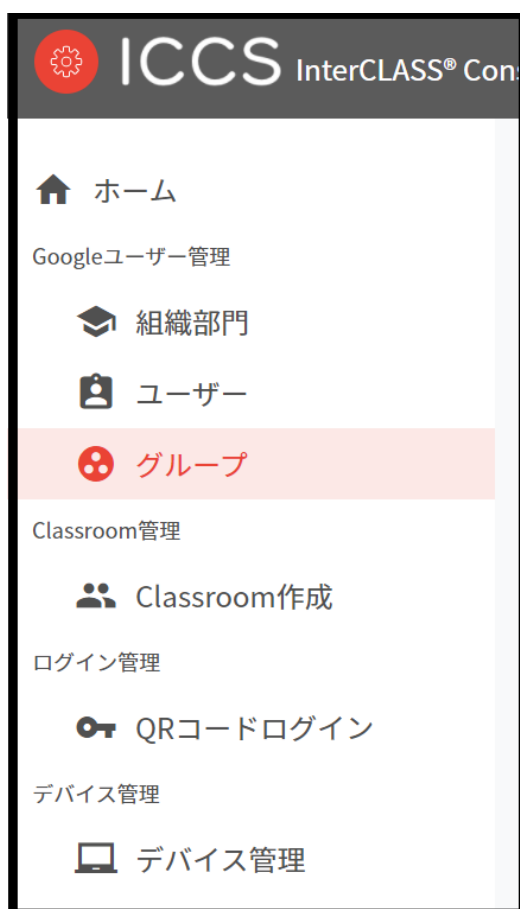 ICCS InterCLASS® Con
ホーム
Googleユーザー管理
組織部門
ユーザー
グループ
Classroom管理
Classroom作成
ログイン管理
QRコードログイン
デバイス管理
デバイス管理